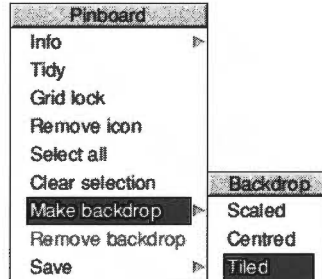 Pinboard
Info
Tidy
Grid lock
Remove icon
Select all
Clear selection
Make backdrop
Remove backdrop
Save
Backdrop
Scaled
Centred
Tiled